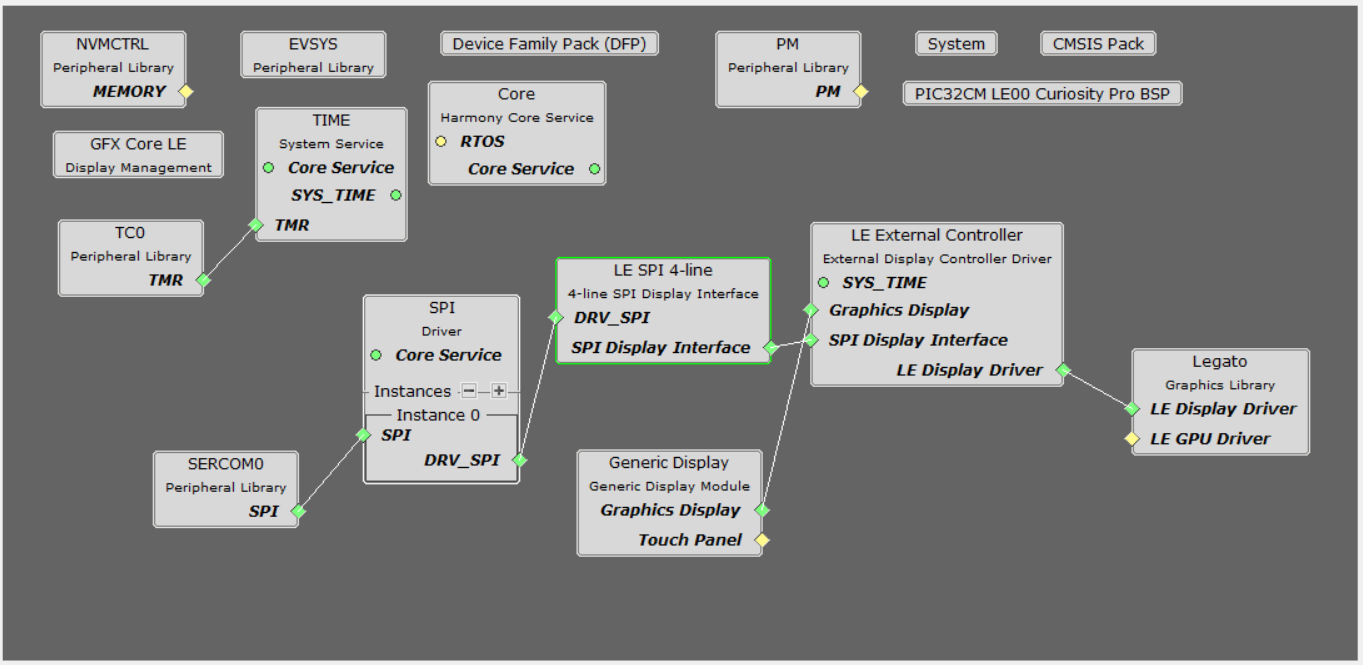 NVMCTRL
Peripheral Library
MEMORY
EVSYS
Peripheral Library
Device Family Pack (DFP)
PM
Peripheral Library
PM
System
CMSIS Pack
PIC32CM LE00 Curiosity Pro BSP
Core
Harmony Core Service
RTOS
Core Service
GFX Core LE
Display Management
TIME
System Service
Core Service
SYS_TIME
TMR
TC0
Peripheral Library
TMR
LE SPI 4-line
4-line SPI Display Interface
DRV_SPI
SPI Display Interface
LE External Controller
External Display Controller Driver
SYS_TIME
Graphics Display
SPI Display Interface
LE Display Driver
SPI
Driver
Core Service
Instances
Instance 0
SPI
DRV_SPI
Legato
Graphics Library
LE Display Driver
LE GPU Driver
SERCOM0
Peripheral Library
SPI
Generic Display
Generic Display Module
Graphics Display
Touch Panel